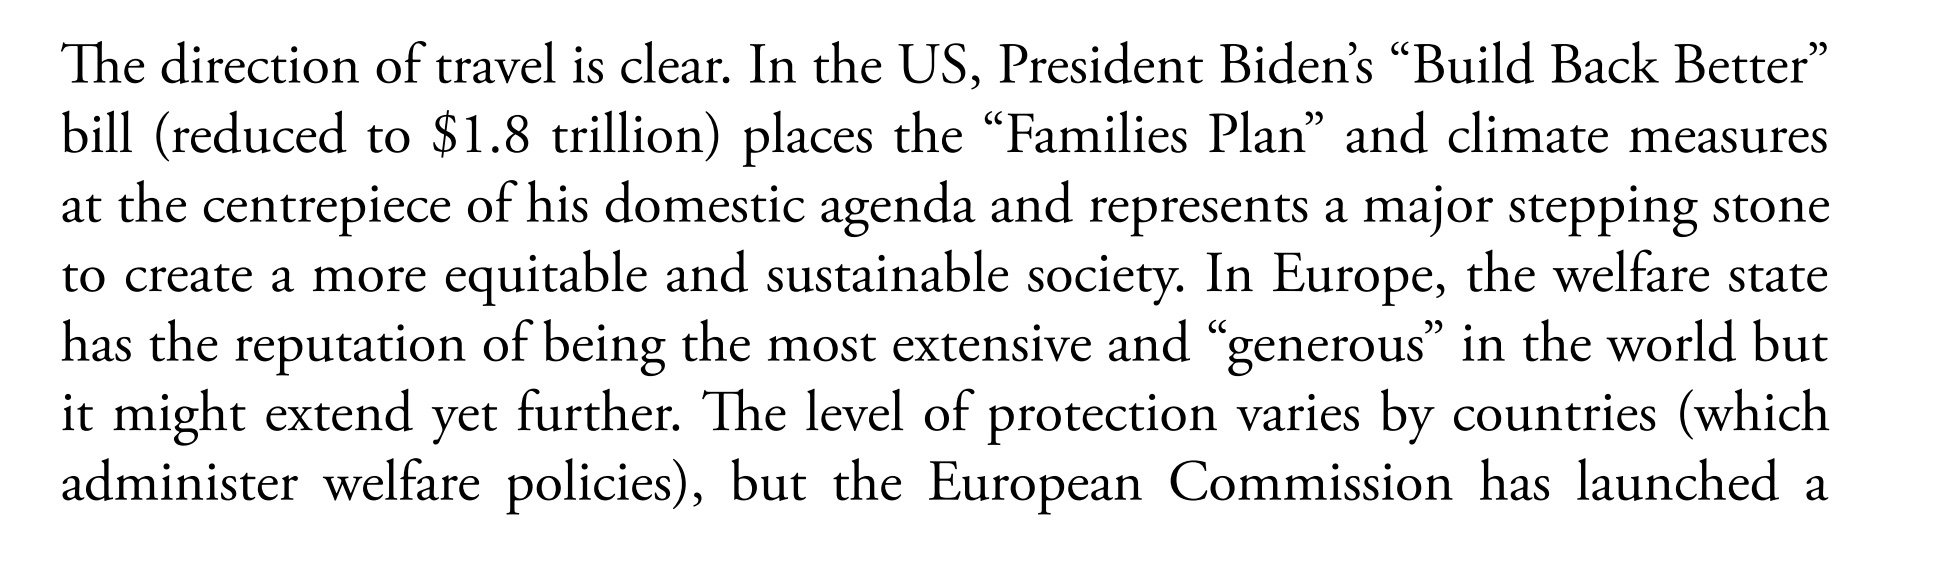 The direction of travel is clear. In the US, President Biden’s “Build Back Better”
bill (reduced to $1.8 trillion) places the “Families Plan” and climate measures
at the centrepiece of his domestic agenda and represents a major stepping stone
to create a more equitable and sustainable society. In Europe, the welfare state
has the reputation of being the most extensive and “generous” in the world but
it might extend yet further. The level of protection varies by countries (which
administer welfare policies), but the European Commission has launched a